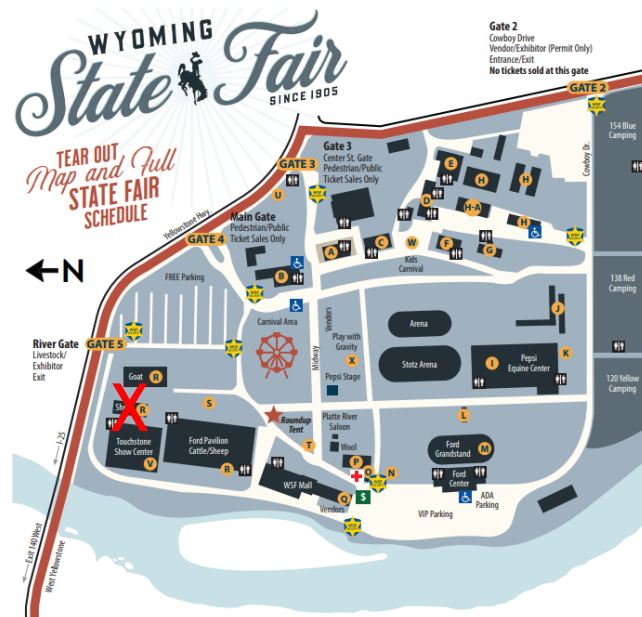 WYOMING
State Fair
SINCE 1905
TEAR OUT
Map and Full
STATE FAIR
SCHEDULE
N
Gate 2
Cowboy Drive
Vendor/Exhibitor (Permit Only)
Entrance/Exit
No tickets sold at this gate
GATE 2
154 Blue
Camping
Cowboy Dr.
Gate 3
Center St. Gate
Pedestrian/Public
Ticket Sales Only
GATE 3
U
E
H
H
D
H-A
H
Main Gate
Pedestrian/Public
Ticket Sales Only
Yellowstone Hwy.
GATE 4
A
C
W
F
G
Kids
Carnival
B
FREE Parking
138 Red
Camping
River Gate
Livestock/
Exhibitor
Exit
GATE 5
Carnival Area
Midway
Vendors
Play with
Gravity
X
Pepsi Stage
Arena
Stotz Arena
J
K
I
Pepsi
Equine Center
120 Yellow
Camping
Goat
R
R
S
Touchstone
Show Center
V
Ford Pavilion
Cattle/Sheep
R
Roundup
Tent
T
Platte River
Saloon
Wool
P
O
N
L
Ford
Grandstand
M
Ford
Center
WSF Mall
Q
$
Vendors
VIP Parking
ADA
Parking
I-25
Exit 140 West
West Yellowstone